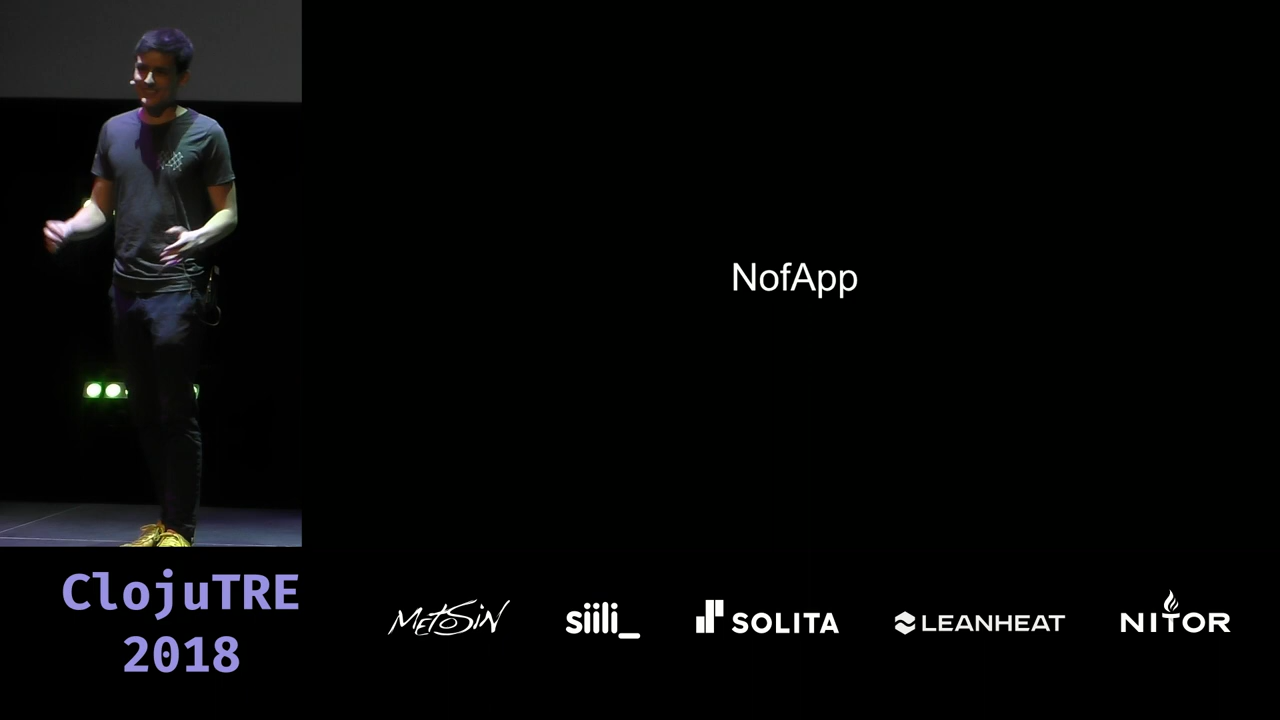 NofApp
ClojuTRE
2018
METOSIN
siili_
SOLITA
LEANHEAT
NITOR